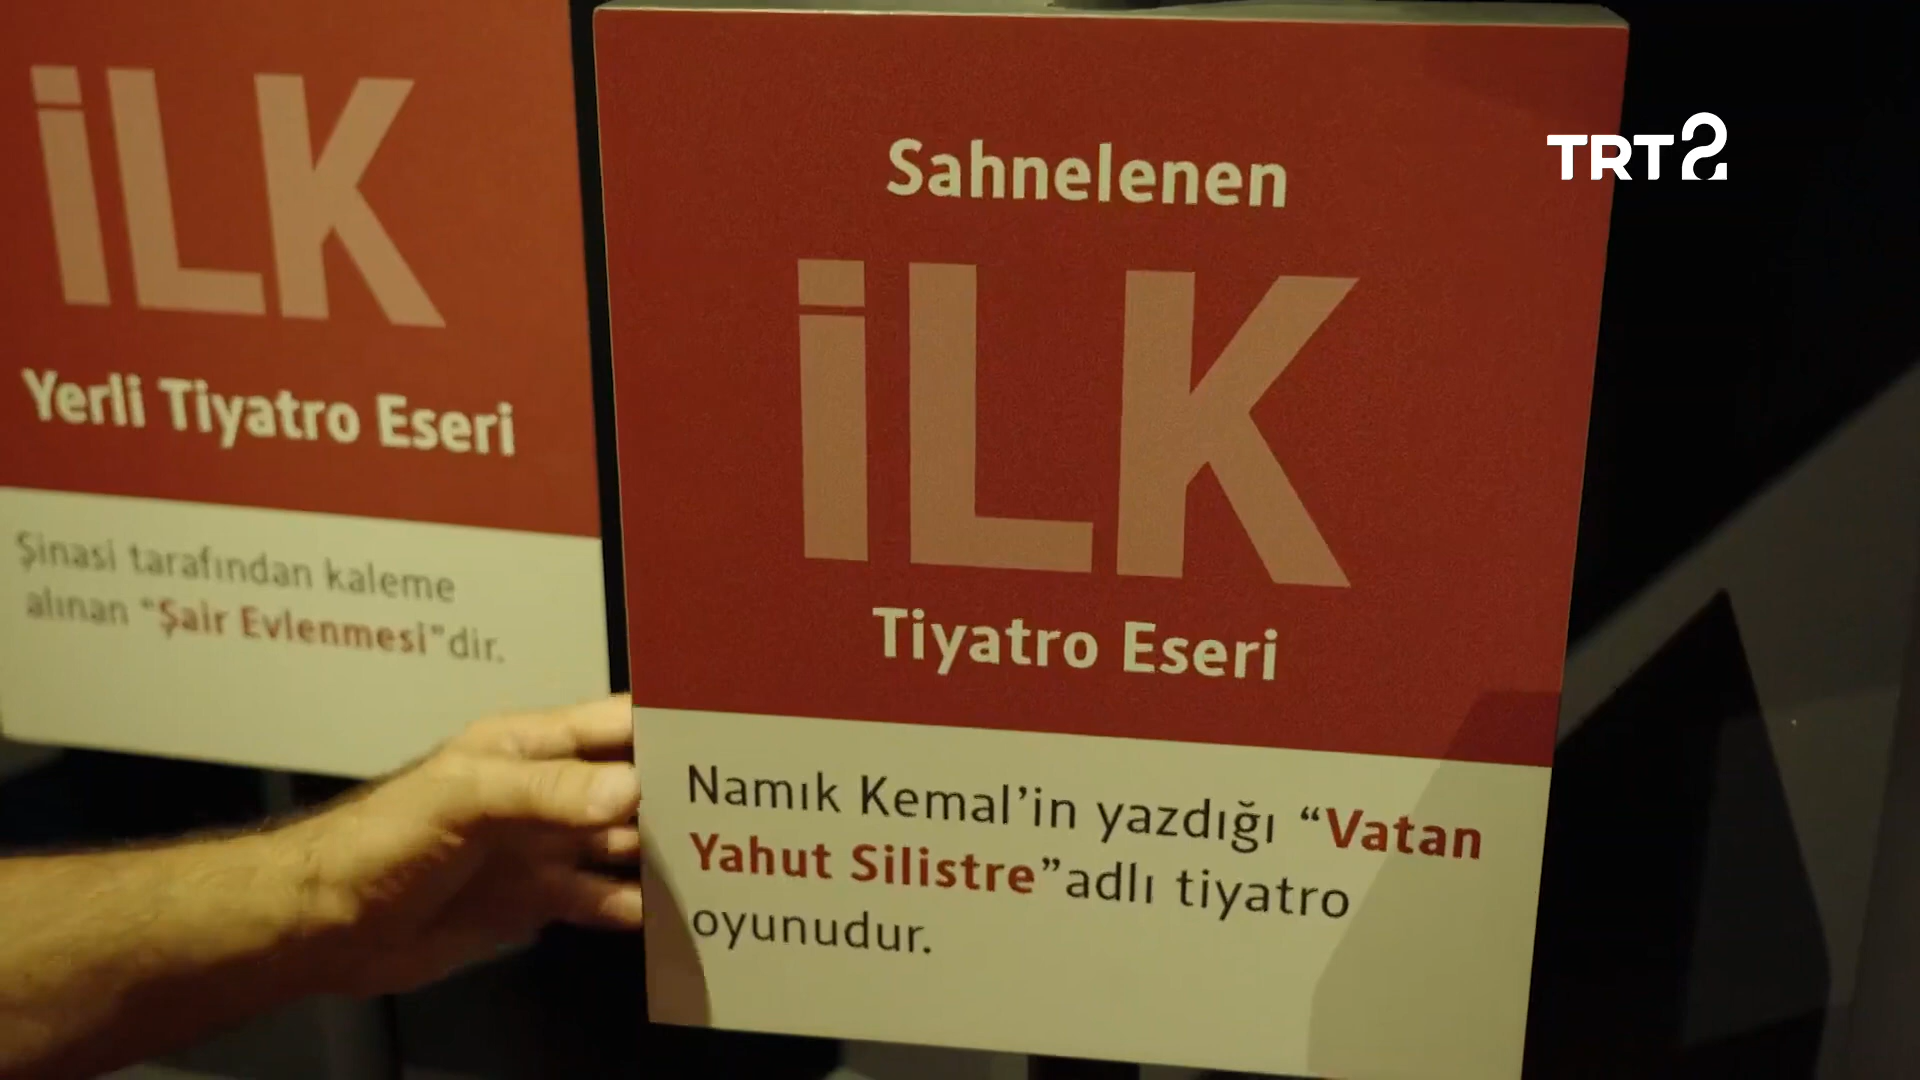 İLK
Yerli Tiyatro Eseri
Şinasi tarafından kaleme
alınan “Şair Evlenmesi”dir.
Sahnelenen
İLK
Tiyatro Eseri
Namık Kemal’in yazdığı “Vatan
Yahut Silistre”adlı tiyatro
oyunudur.
TRT2